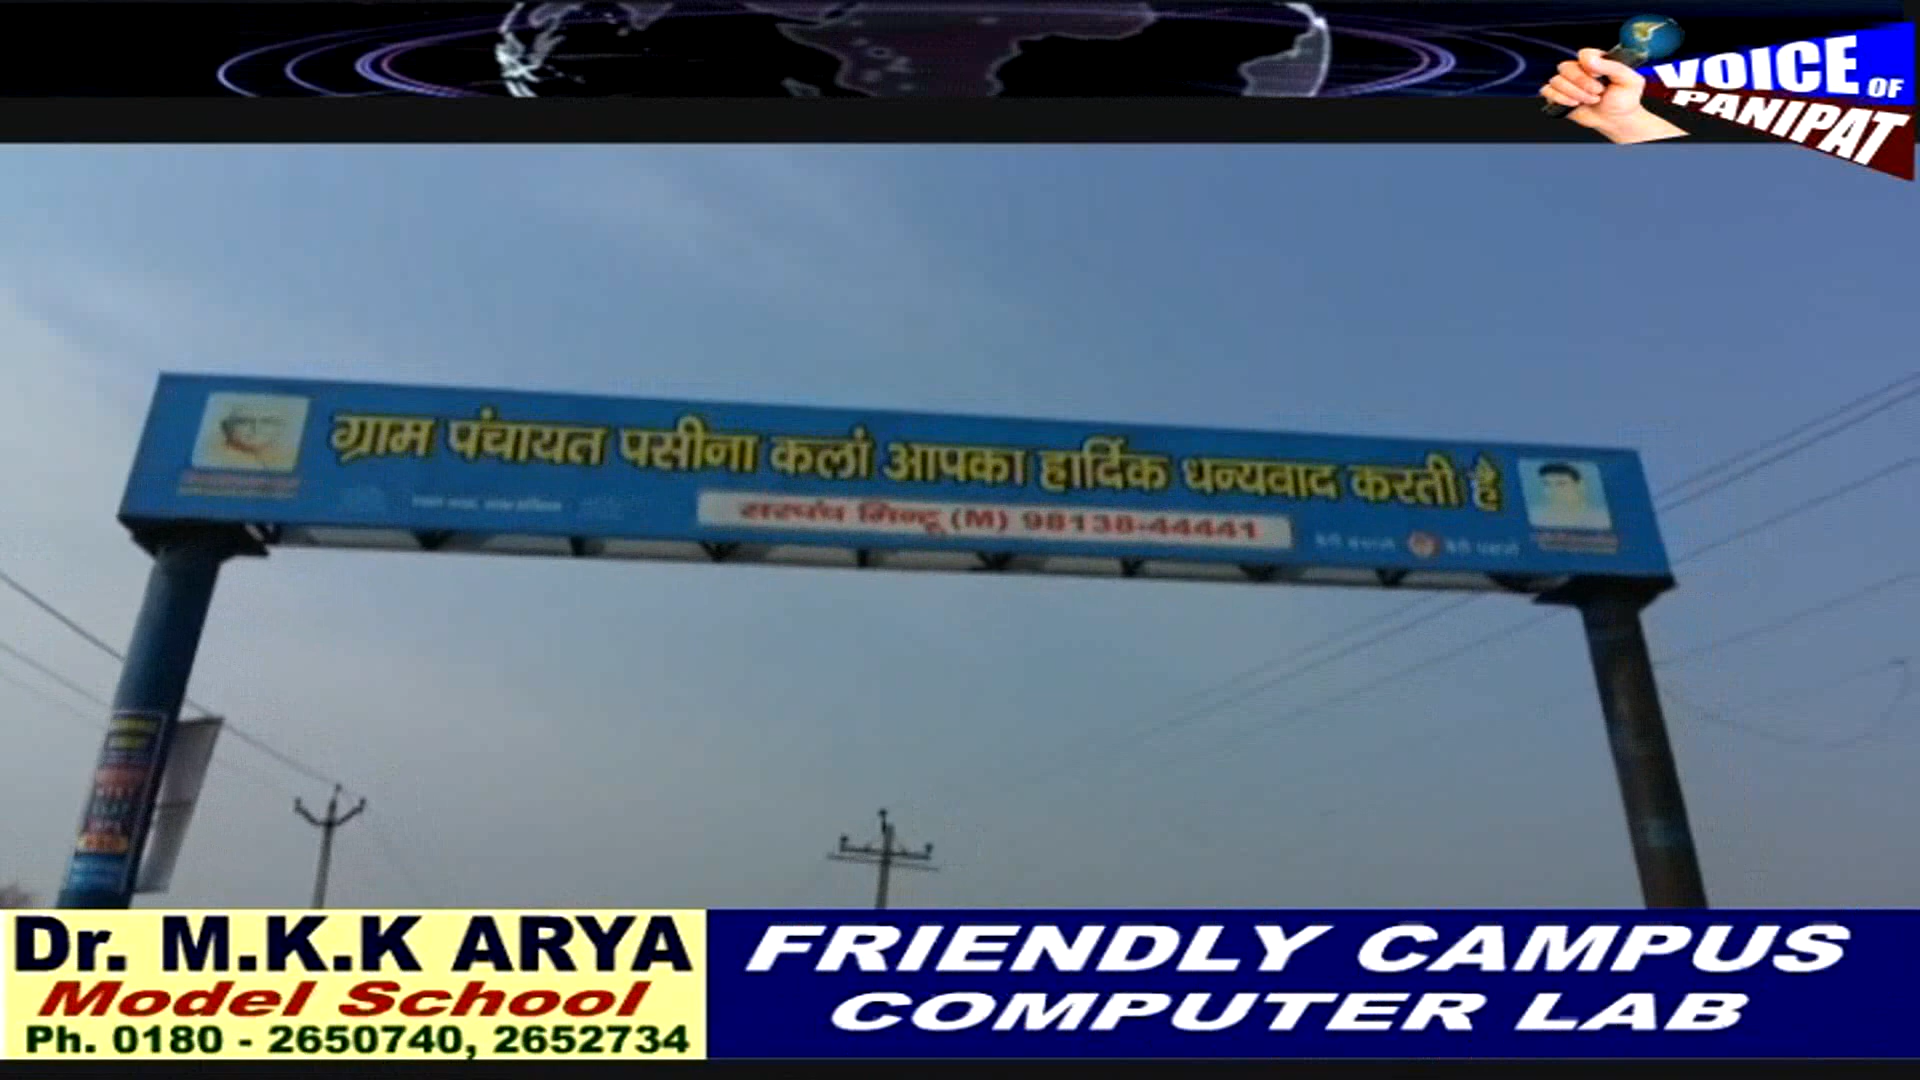 VOICE OF
PANIPAT
ग्राम पंचायत पसीना कलां आपका हार्दिक धन्यवाद करती है
सरपंच मिन्टू (M) 98138-44441
Dr. M.K.K ARYA
Model School
Ph. 0180 - 2650740, 2652734
FRIENDLY CAMPUS
COMPUTER LAB